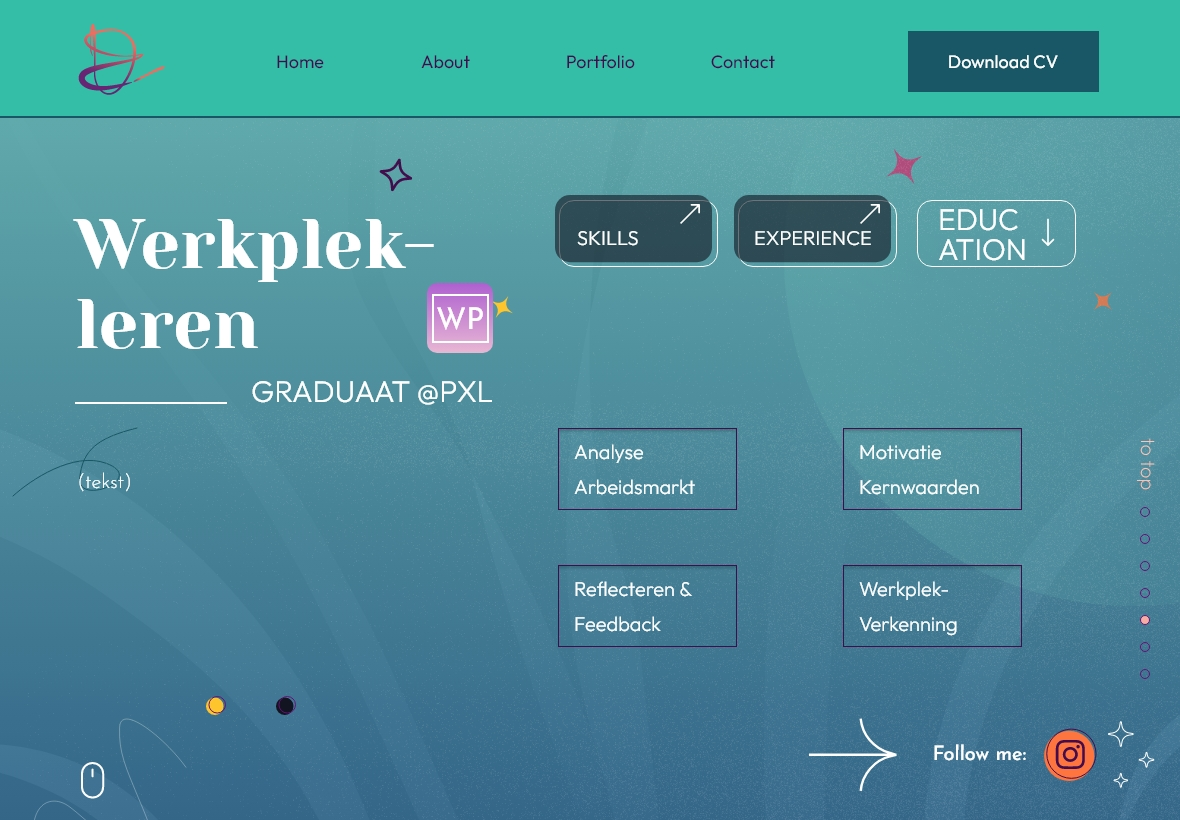 Home
About
Portfolio
Contact
Download CV
Werkplek–
leren
WP
GRADUAAT @PXL
(tekst)
SKILLS
EXPERIENCE
EDUC
ATION
Analyse
Arbeidsmarkt
Motivatie
Kernwaarden
Reflecteren &
Feedback
Werkplek-
Verkenning
to top
Follow me: